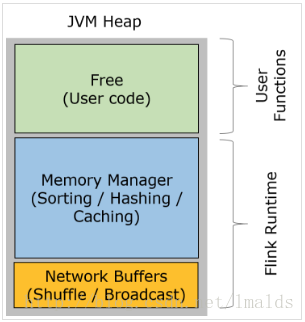 JVM Heap
Free
(User code)
User
Functions
Memory Manager
(Sorting / Hashing /
Caching)
Flink Runtime
Network Buffers
(Shuffle / Broadcast)
et/lmalds